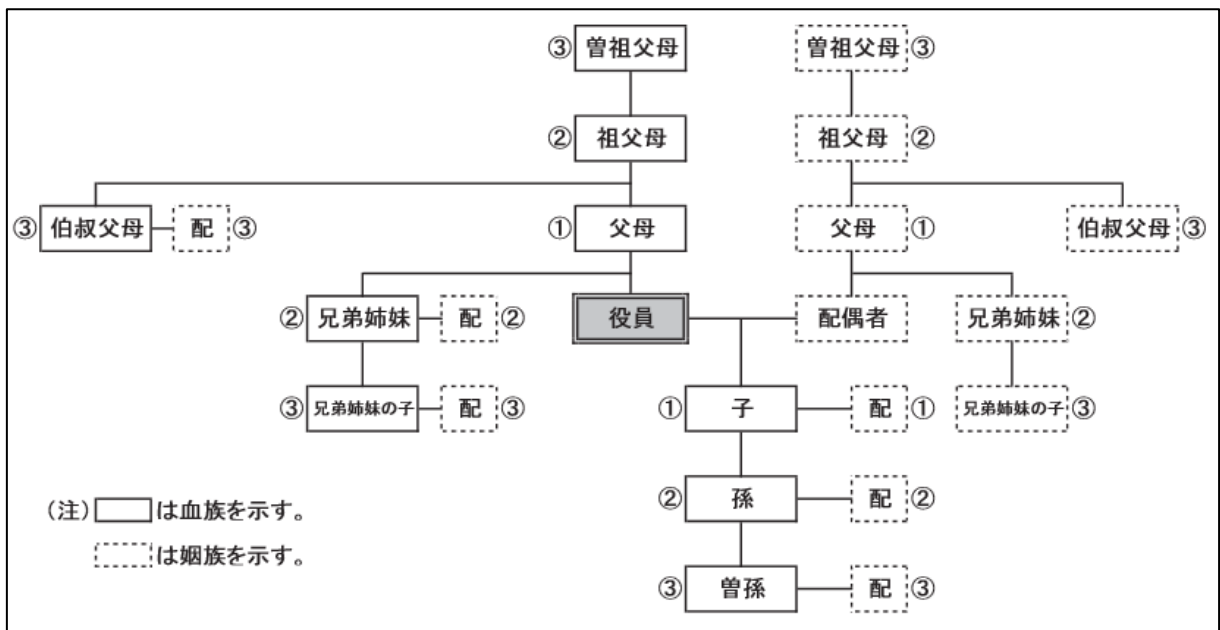 ③ 曽祖父母 曽祖父母 ③
② 祖父母 祖父母 ②
③ 伯叔父母 配 ③ ① 父母 父母 ① 伯叔父母 ③
② 兄弟姉妹 配 ② 役員 配偶者 兄弟姉妹 ②
③ 兄弟姉妹の子 配 ③ ① 子 配 ① 兄弟姉妹の子 ③
② 孫 配 ②
(注) は血族を示す。
は姻族を示す。
③ 曽孫 配 ③